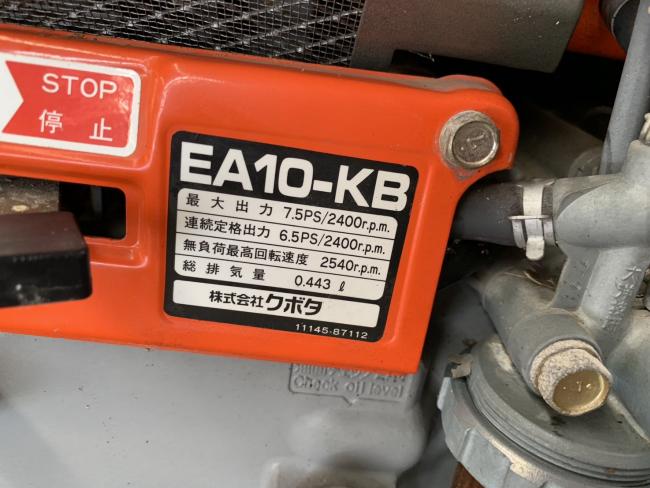 STOP
停止
EA10-KB
最大出力 7.5PS/2400r.p.m.
連続定格出力 6.5PS/2400r.p.m.
無負荷最高回転速度 2540r.p.m.
総排気量 0.443 ℓ
株式会社クボタ
11145-87112
Check oil level